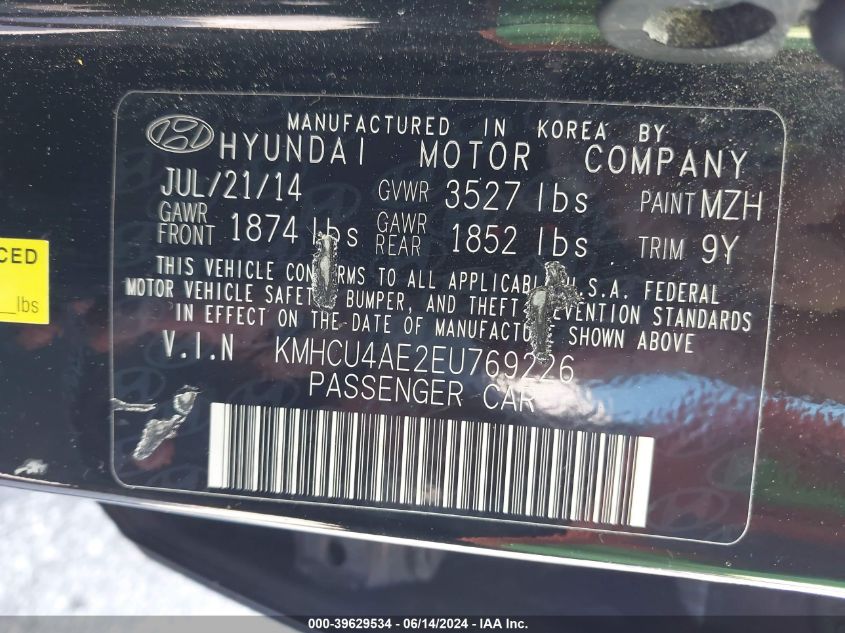 MANUFACTURED IN KOREA BY
HYUNDAI MOTOR COMPANY
JUL/21/14 GVWR 3527 lbs PAINT MZH
GAWR FRONT 1874 lbs GAWR REAR 1852 lbs TRIM 9Y
THIS VEHICLE CONFORMS TO ALL APPLICABLE U.S.A. FEDERAL
MOTOR VEHICLE SAFETY, BUMPER, AND THEFT PREVENTION STANDARDS
IN EFFECT ON THE DATE OF MANUFACTURE SHOWN ABOVE
V.I.N KMHCU4AE2EU769226
PASSENGER CAR
CED
lbs
000-39629534 - 06/14/2024 - IAA Inc.